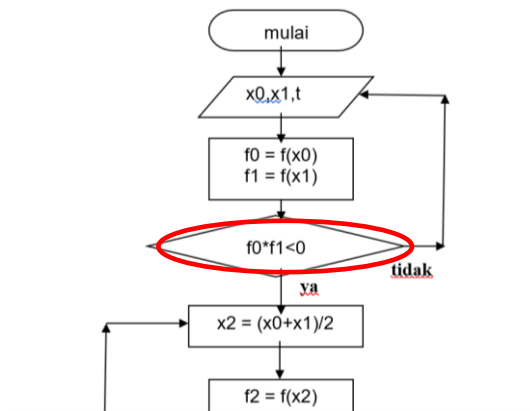 mulai
x0,x1,t
f0 = f(x0)
f1 = f(x1)
f0*f1<0
tidak
ya
x2 = (x0+x1)/2
f2 = f(x2)